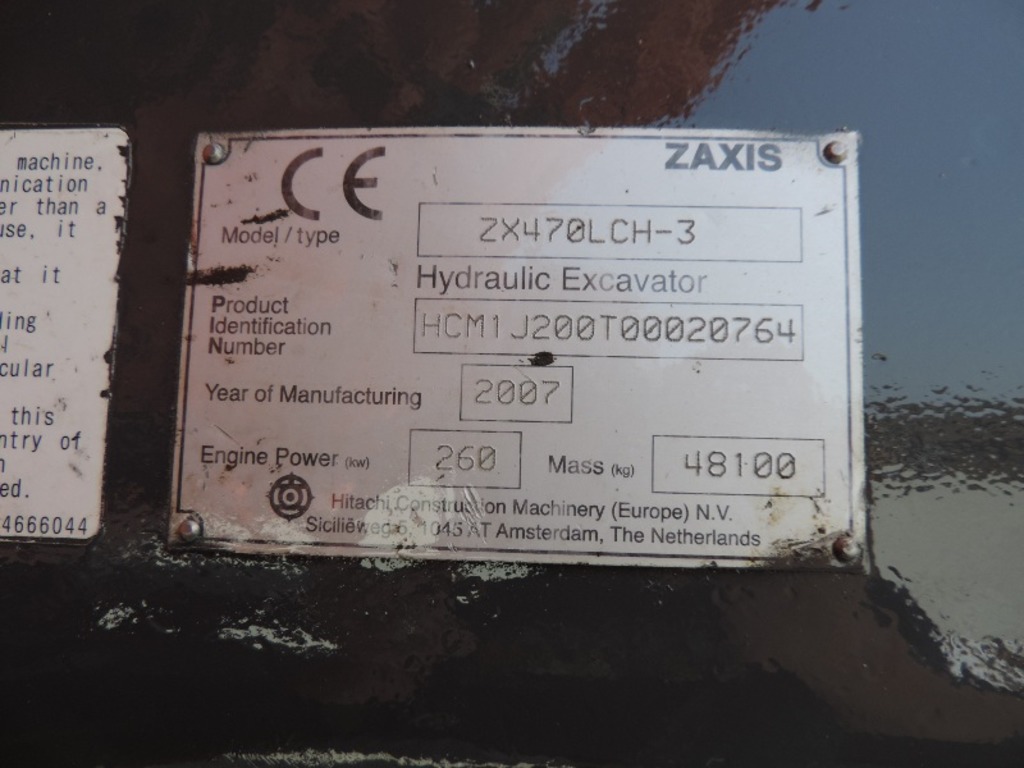 machine,
nication
er than a
use, it
at it
ling
cular
this
ntry of
ed.
4666044
CE
ZAXIS
Model / type
ZX470LCH-3
Hydraulic Excavator
Product
Identification
Number
HCM1J200T00020764
Year of Manufacturing
2007
Engine Power (kw)
260
Mass (kg)
48100
Hitachi Construction Machinery (Europe) N.V.
Siciliëweg 5, 1045 AT Amsterdam, The Netherlands